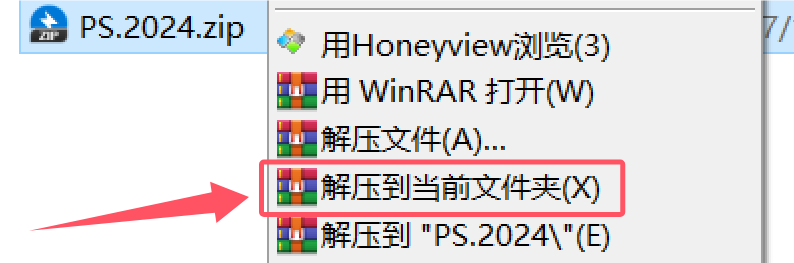 PS.2024.zip
ZIP
用Honeyview浏览(3)
用 WinRAR 打开(W)
解压文件(A)...
解压到当前文件夹(X)
解压到 "PS.2024\"(E)